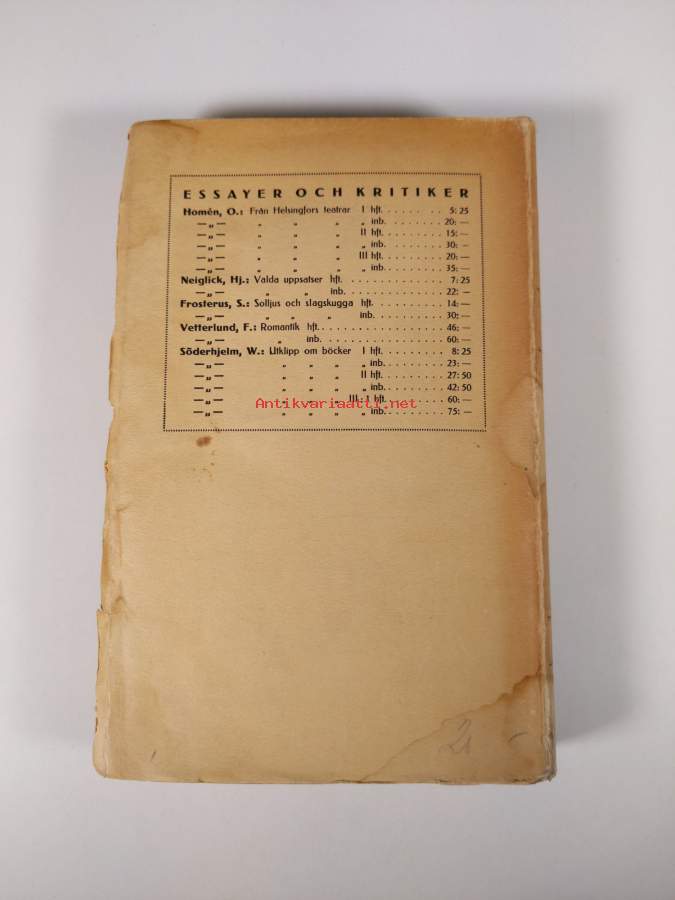 ESSAYER OCH KRITIKER
Homén, O.: Från Helsingfors teatrar I hft. . . . . . . . . 5: 25
—„— „ „ „ „ inb. . . . . . . . . . 20: —
—„— „ „ „ II hft. . . . . . . . . . 15: —
—„— „ „ „ „ inb. . . . . . . . . . 30: —
—„— „ „ „ III hft. . . . . . . . . . 20: —
—„— „ „ „ „ inb. . . . . . . . . . 35: —
Neiglick, Hj.: Valda uppsatser hft. . . . . . . . . . . . . . . 7: 25
—„— „ „ inb. . . . . . . . . . . . . . . 22: —
Frosterus, S.: Solljus och slagskugga hft. . . . . . . . . . . 14: —
—„— „ „ „ inb. . . . . . . . . . . 30: —
Vetterlund, F.: Romantik hft. . . . . . . . . . . . . . . . . . 46: —
—„— „ inb. . . . . . . . . . . . . . . . . . 60: —
Söderhjelm, W.: Utklipp om böcker I hft. . . . . . . . . . 8: 25
—„— „ „ „ „ inb. . . . . . . . . . 23: —
—„— „ „ „ II hft. . . . . . . . . . 27: 50
—„— „ „ „ „ inb. . . . . . . . . . 42: 50
—„— „ „ „ III: I hft. . . . . . . . . . 60: —
—„— „ „ „ „ inb. . . . . . . . . . 75: —
Antikvariaatti.net